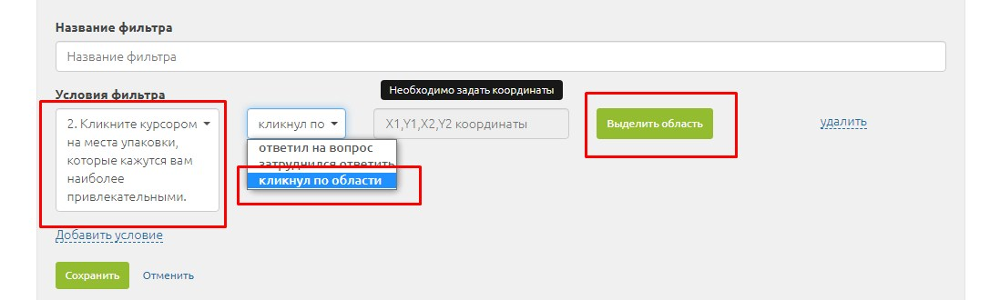 Название фильтра
Название фильтра
Условия фильтра
Необходимо задать координаты
2. Кликните курсором
на места упаковки,
которые кажутся вам
наиболее
привлекательными.
кликнул по
X1,Y1,X2,Y2 координаты
Выделить область
удалить
ответил на вопрос
затруднился ответить
кликнул по области
Добавить условие
Сохранить
Отменить